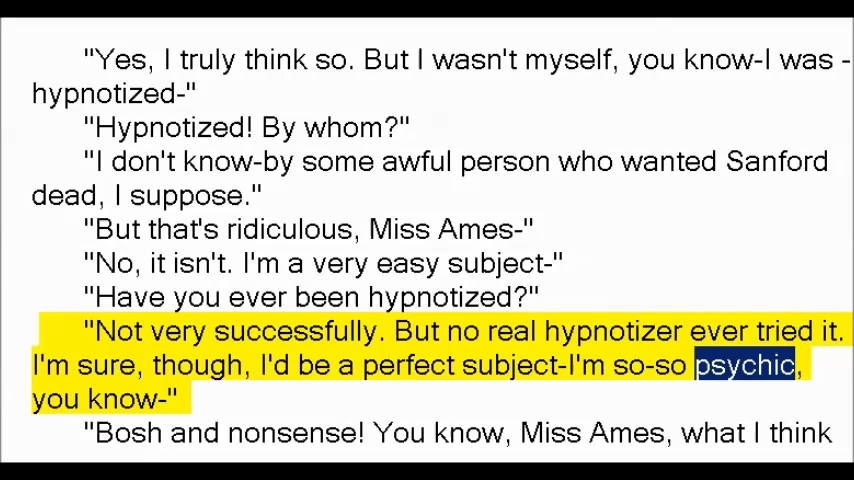 "Yes, I truly think so. But I wasn't myself, you know-I was -
hypnotized-"
"Hypnotized! By whom?"
"I don't know-by some awful person who wanted Sanford
dead, I suppose."
"But that's ridiculous, Miss Ames-"
"No, it isn't. I'm a very easy subject-"
"Have you ever been hypnotized?"
"Not very successfully. But no real hypnotizer ever tried it.
I'm sure, though, I'd be a perfect subject-I'm so-so psychic,
you know-"
"Bosh and nonsense! You know, Miss Ames, what I think